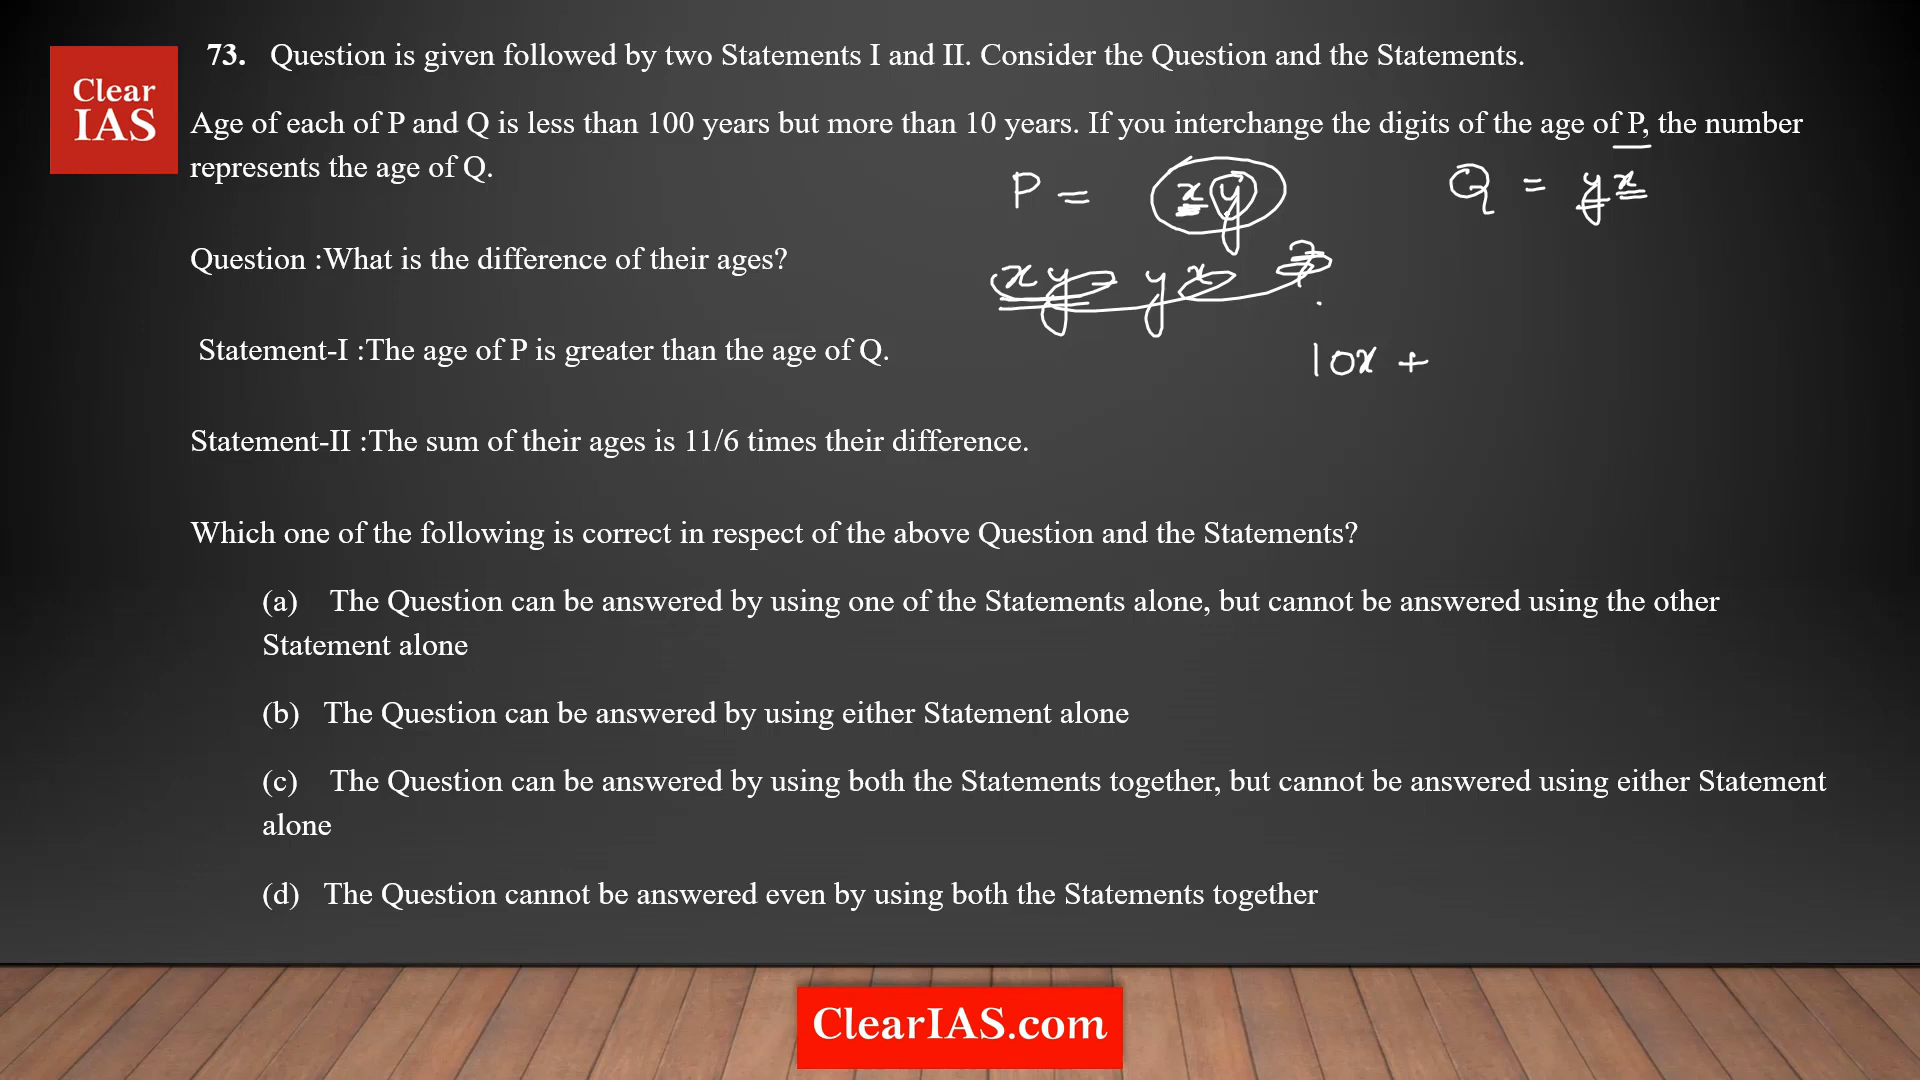 Clear
IAS
73. Question is given followed by two Statements I and II. Consider the Question and the Statements.
Age of each of P and Q is less than 100 years but more than 10 years. If you interchange the digits of the age of P, the number
represents the age of Q.
P = xy Q = yx
Question :What is the difference of their ages?
xy - yx = ?
Statement-I :The age of P is greater than the age of Q.
10x +
Statement-II :The sum of their ages is 11/6 times their difference.
Which one of the following is correct in respect of the above Question and the Statements?
(a) The Question can be answered by using one of the Statements alone, but cannot be answered using the other
Statement alone
(b) The Question can be answered by using either Statement alone
(c) The Question can be answered by using both the Statements together, but cannot be answered using either Statement
alone
(d) The Question cannot be answered even by using both the Statements together
ClearIAS.com